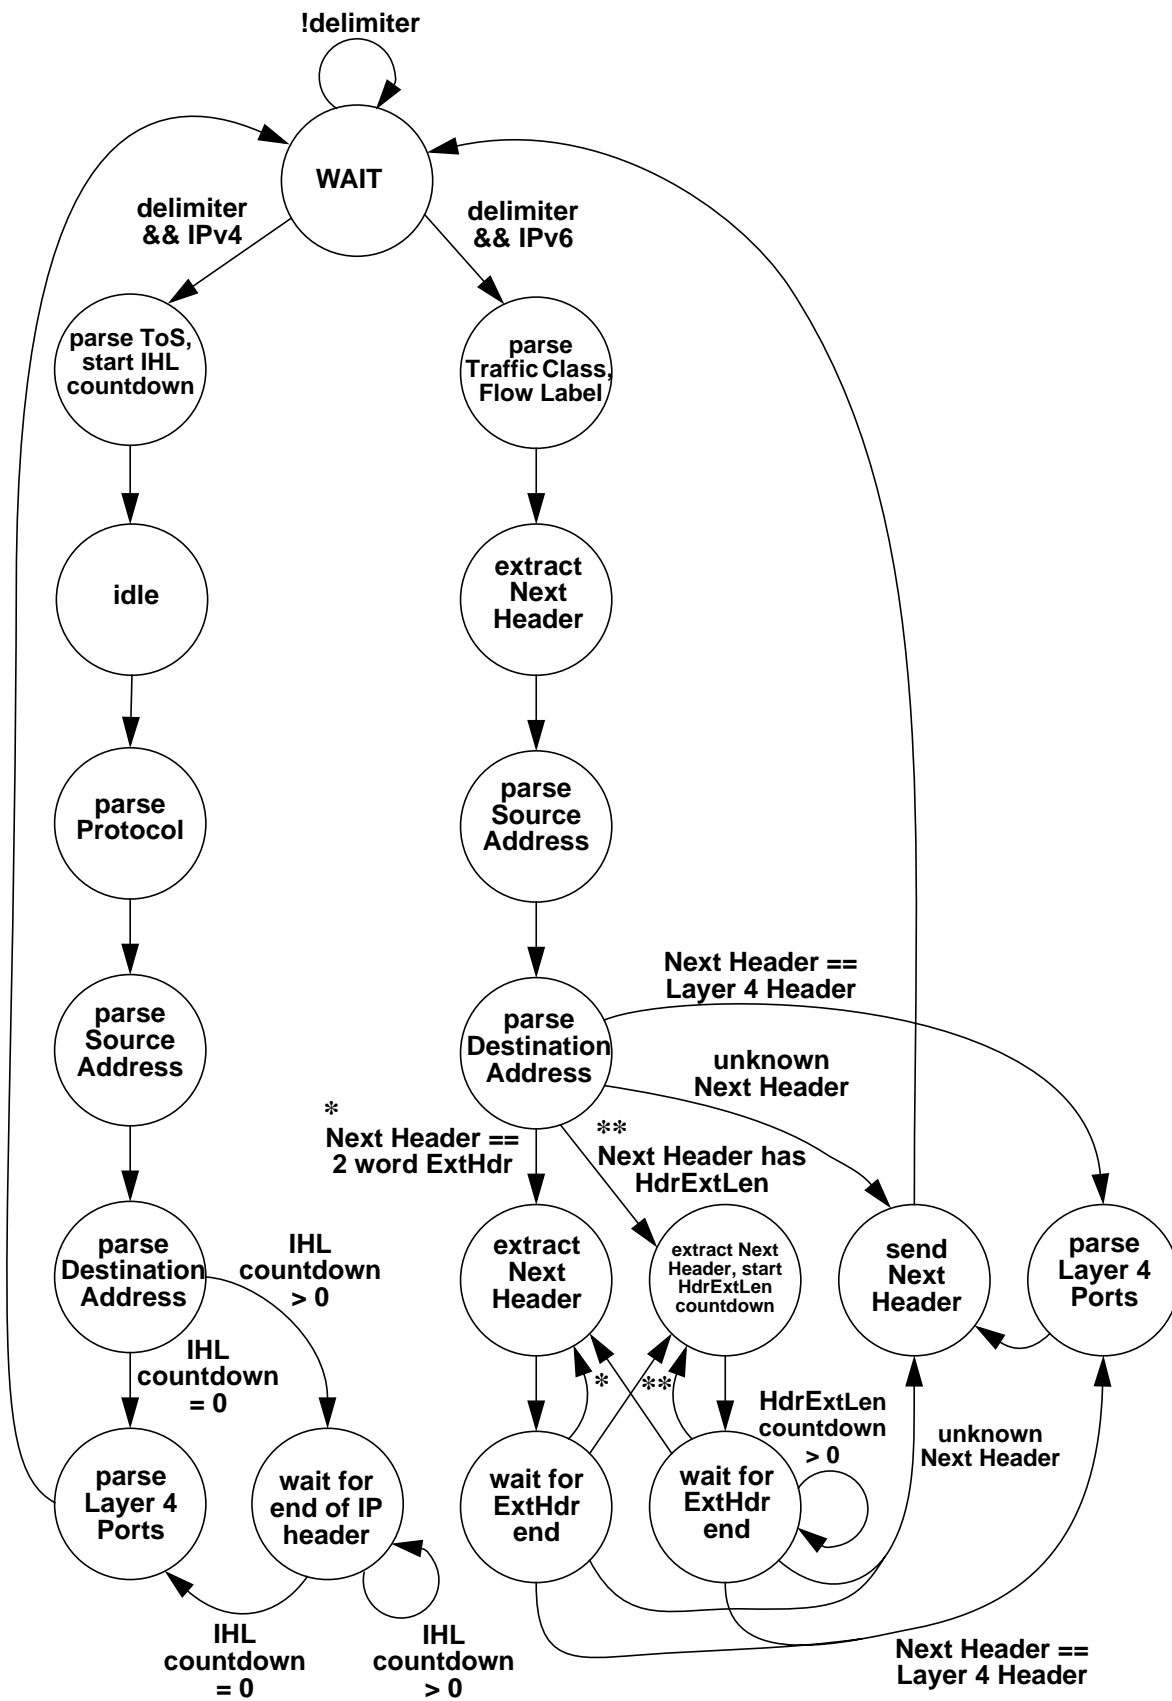 !delimiter
WAIT
delimiter
&& IPv4
delimiter
&& IPv6
parse ToS,
start IHL
countdown
parse
Traffic Class,
Flow Label
idle
extract
Next
Header
parse
Protocol
parse
Source
Address
parse
Source
Address
parse
Destination
Address
Next Header ==
Layer 4 Header
unknown
Next Header
*
Next Header ==
2 word ExtHdr
**
Next Header has
HdrExtLen
parse
Destination
Address
IHL
countdown
> 0
IHL
countdown
= 0
extract
Next
Header
extract Next
Header, start
HdrExtLen
countdown
send
Next
Header
parse
Layer 4
Ports
*
**
HdrExtLen
countdown
> 0
unknown
Next Header
parse
Layer 4
Ports
wait for
end of IP
header
wait for
ExtHdr
end
wait for
ExtHdr
end
IHL
countdown
= 0
IHL
countdown
> 0
Next Header ==
Layer 4 Header